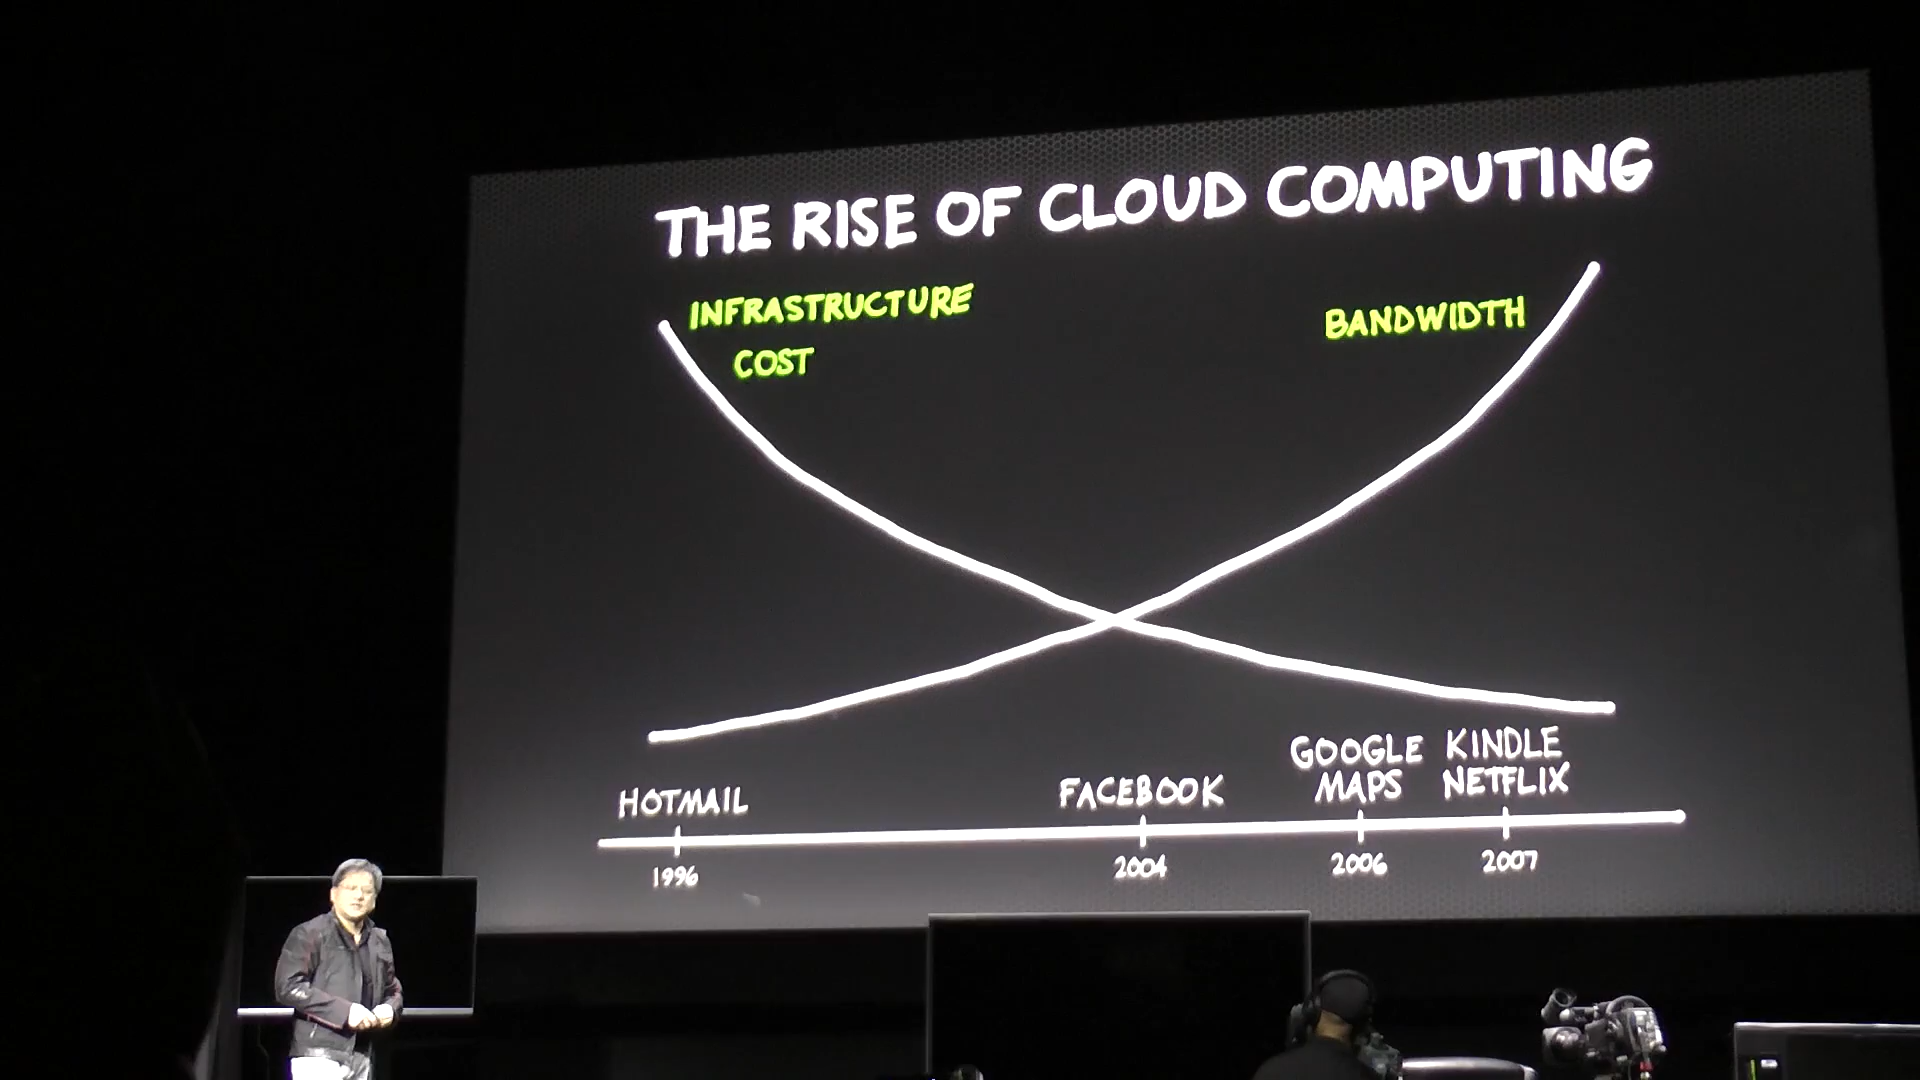 THE RISE OF CLOUD COMPUTING
INFRASTRUCTURE
COST
BANDWIDTH
HOTMAIL
FACEBOOK
GOOGLE
MAPS
KINDLE
NETFLIX
1996
2004
2006
2007